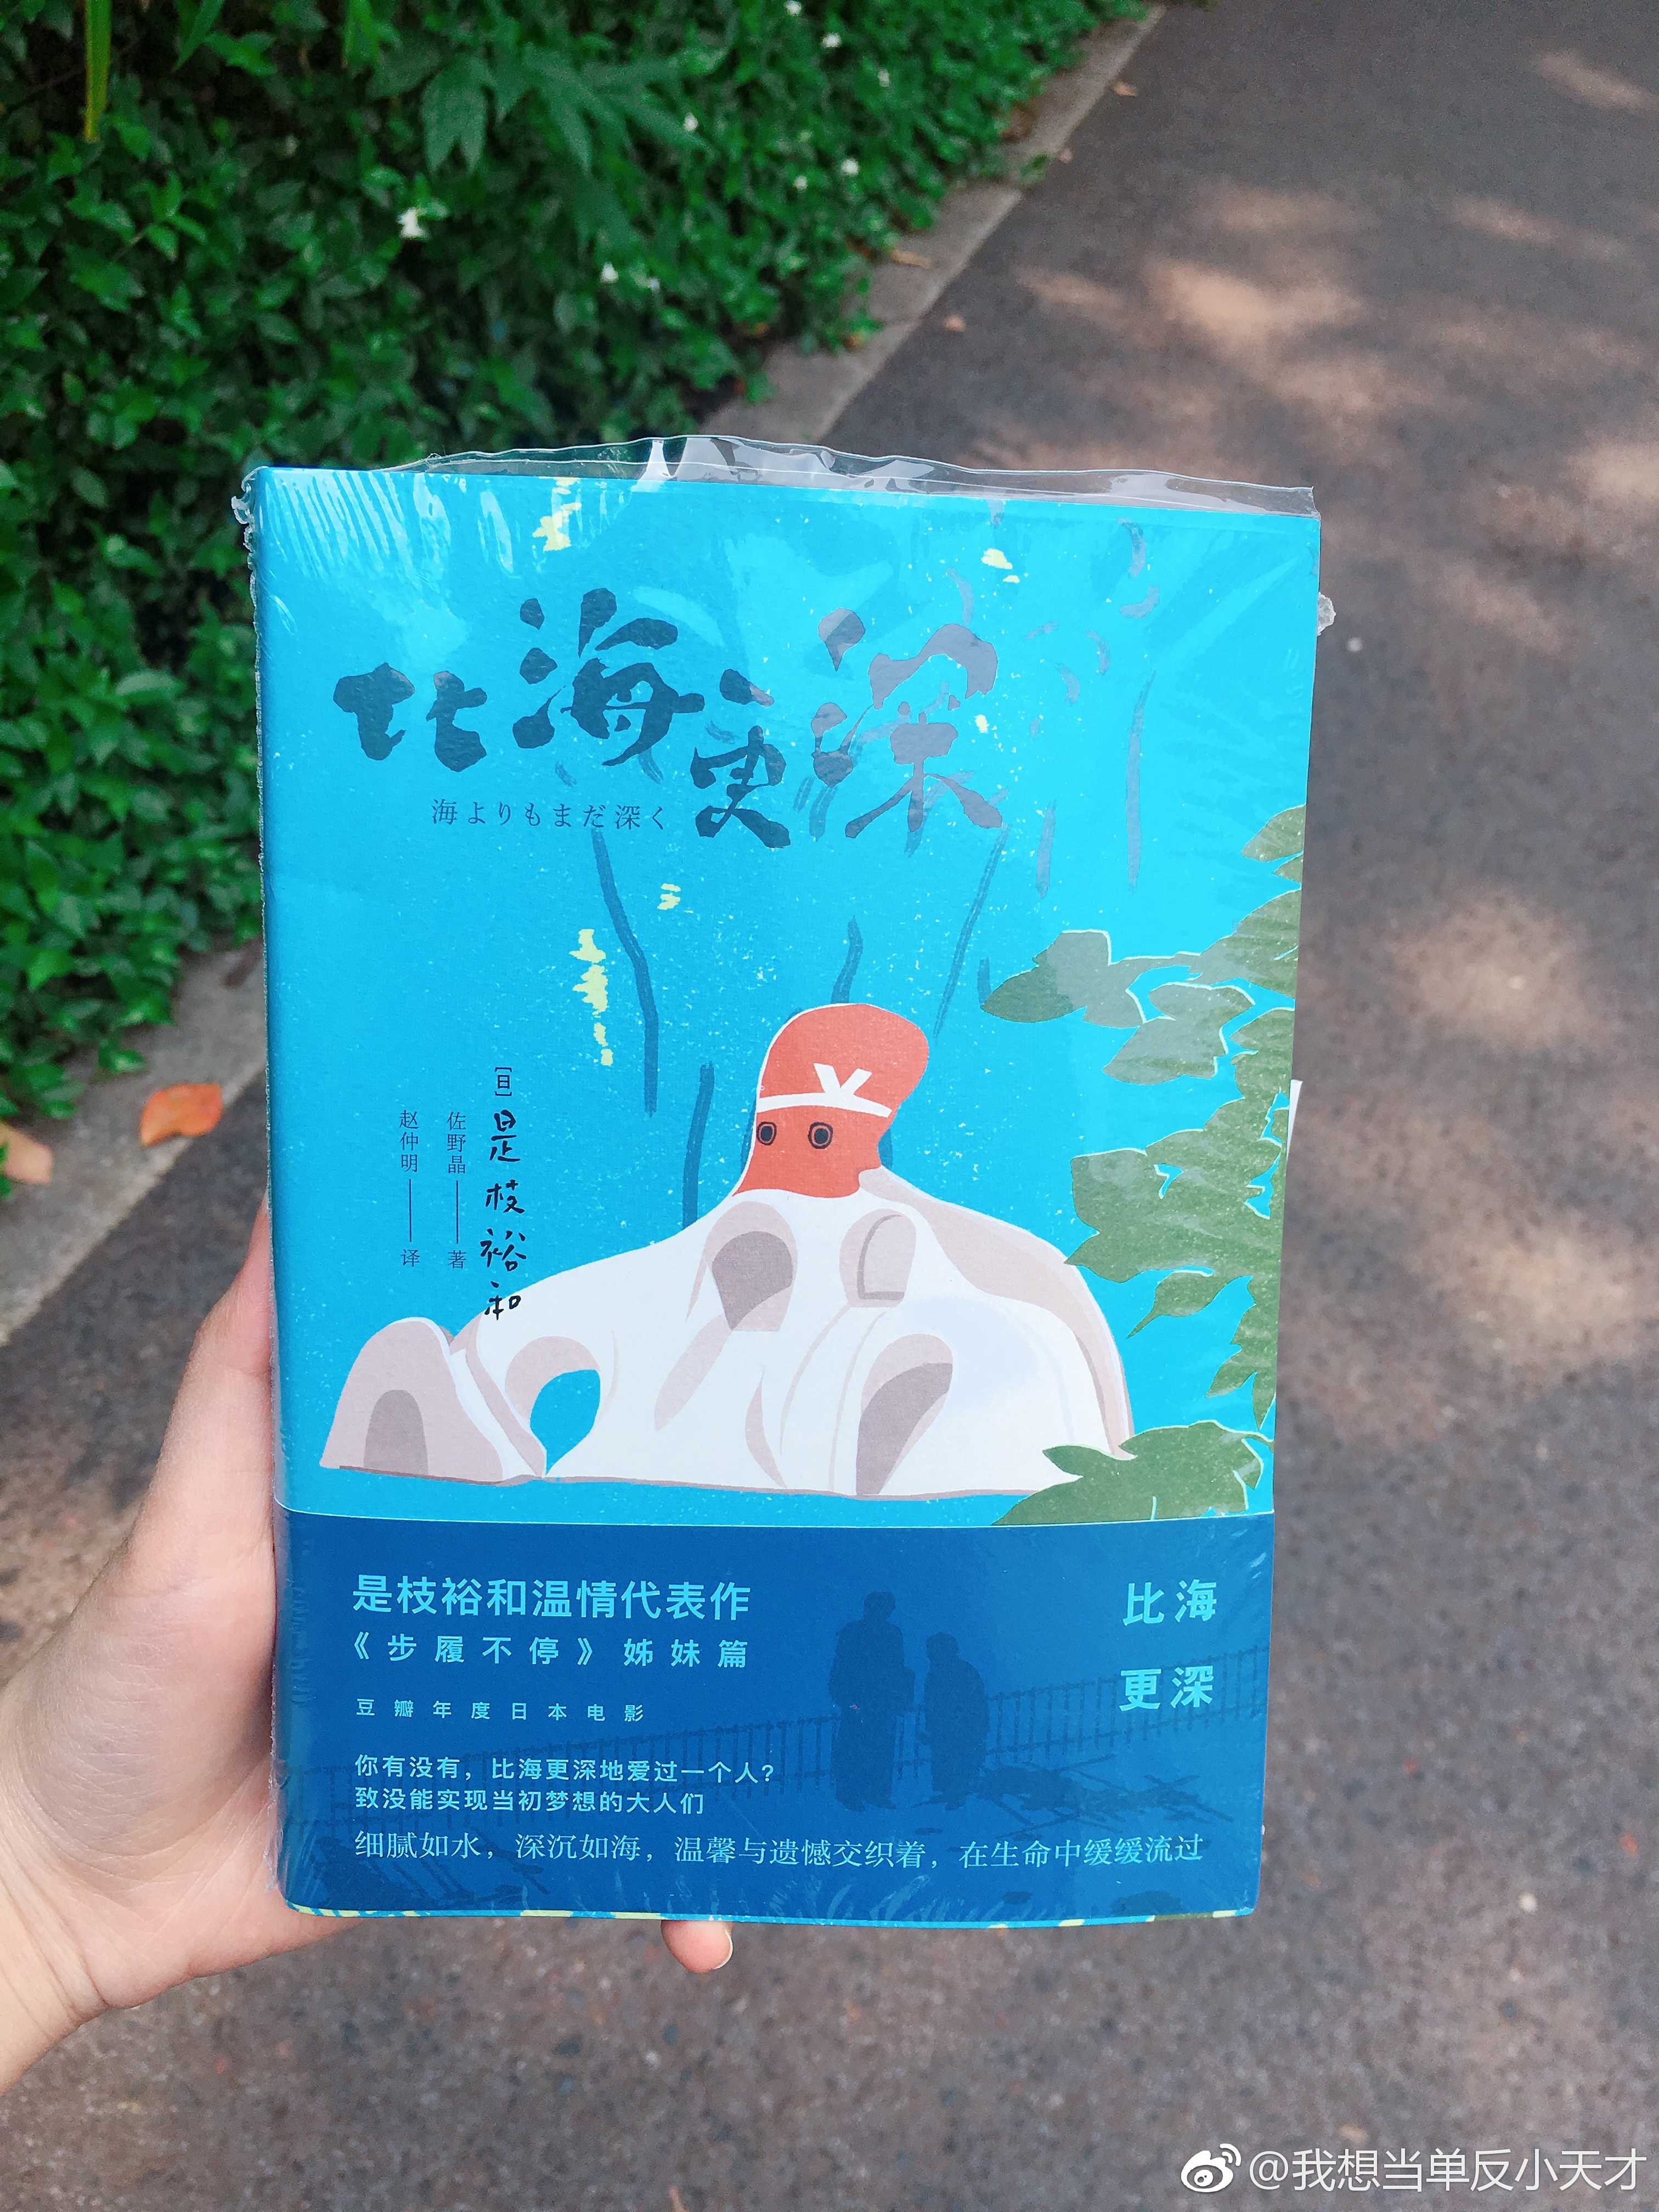 比海更深
海よりもまだ深く
[日] 是枝裕和
佐野晶——著
赵仲明——译
是枝裕和温情代表作
《步履不停》姊妹篇
豆瓣年度日本电影
你有没有，比海更深地爱过一个人？
致没能实现当初梦想的大人们
细腻如水，深沉如海，温馨与遗憾交织着，在生命中缓缓流过
比海
更深
@我想当单反小天才